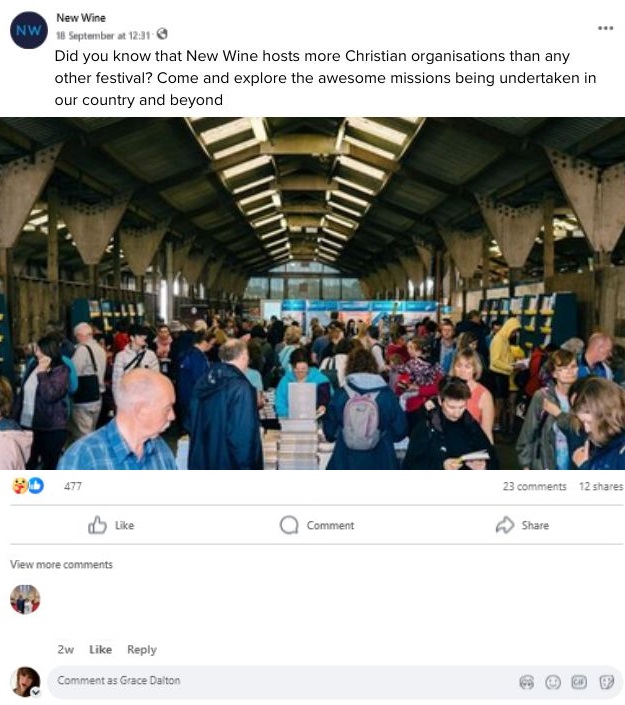 NW
New Wine
18 September at 12:31
Did you know that New Wine hosts more Christian organisations than any
other festival? Come and explore the awesome missions being undertaken in
our country and beyond
477
23 comments 12 shares
Like Comment Share
View more comments
2w Like Reply
Comment as Grace Dalton
GIF